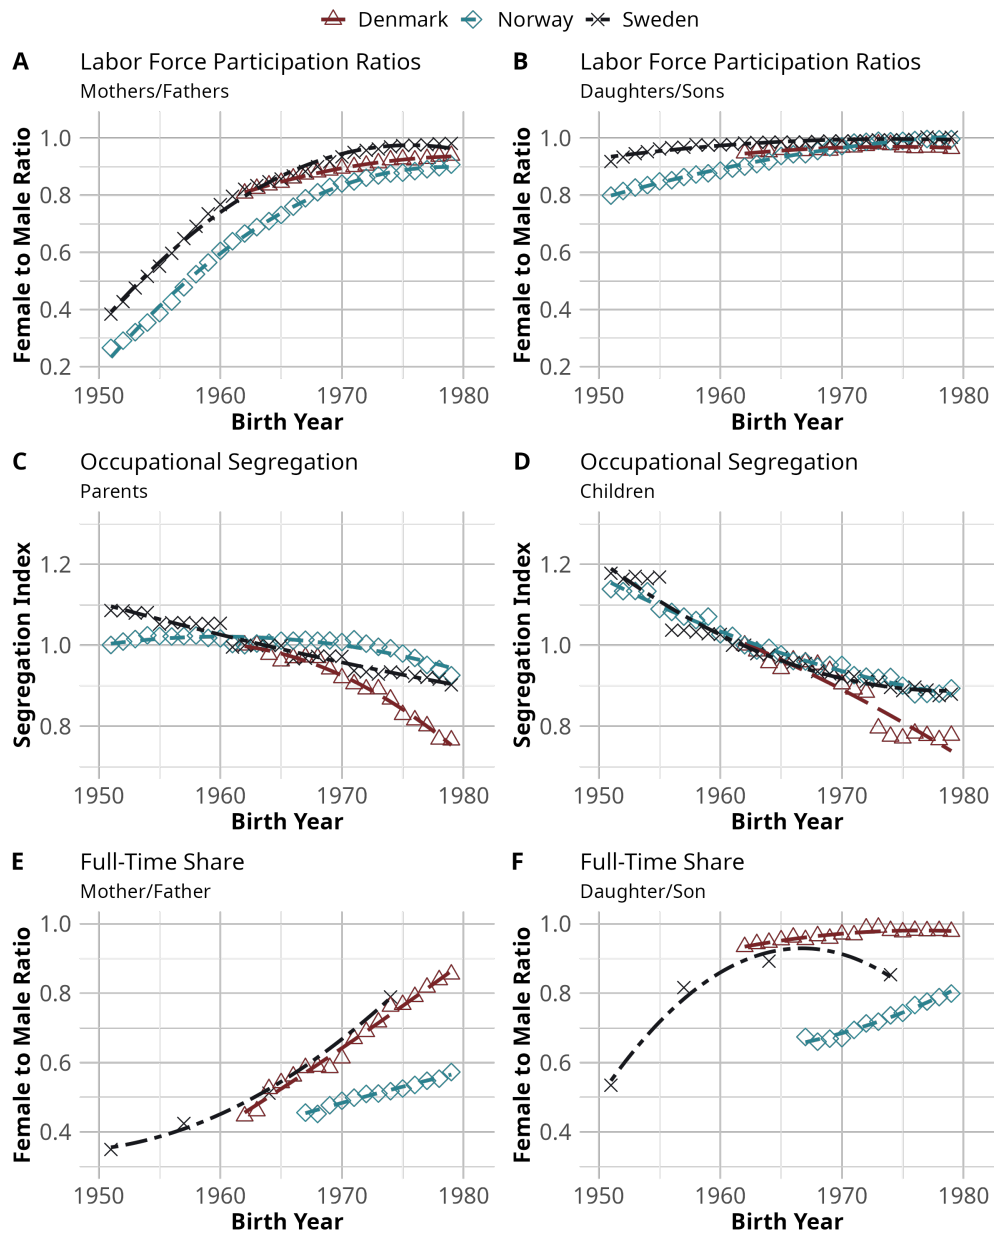 Denmark Norway Sweden
A Labor Force Participation Ratios
Mothers/Fathers
Female to Male Ratio
1.0
0.8
0.6
0.4
0.2
1950 1960 1970 1980
Birth Year
B Labor Force Participation Ratios
Daughters/Sons
Female to Male Ratio
1.0
0.8
0.6
0.4
0.2
1950 1960 1970 1980
Birth Year
C Occupational Segregation
Parents
Segregation Index
1.2
1.0
0.8
1950 1960 1970 1980
Birth Year
D Occupational Segregation
Children
Segregation Index
1.2
1.0
0.8
1950 1960 1970 1980
Birth Year
E Full-Time Share
Mother/Father
Female to Male Ratio
1.0
0.8
0.6
0.4
1950 1960 1970 1980
Birth Year
F Full-Time Share
Daughter/Son
Female to Male Ratio
1.0
0.8
0.6
0.4
1950 1960 1970 1980
Birth Year